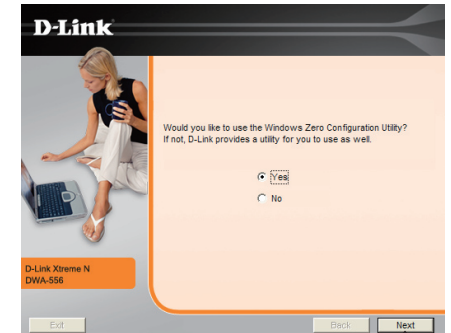 D-Link
Would you like to use the Windows Zero Configuration Utility?
If not, D-Link provides a utility for you to use as well.
Yes
No
D-Link Xtreme N
DWA-556
Exit
Back
Next